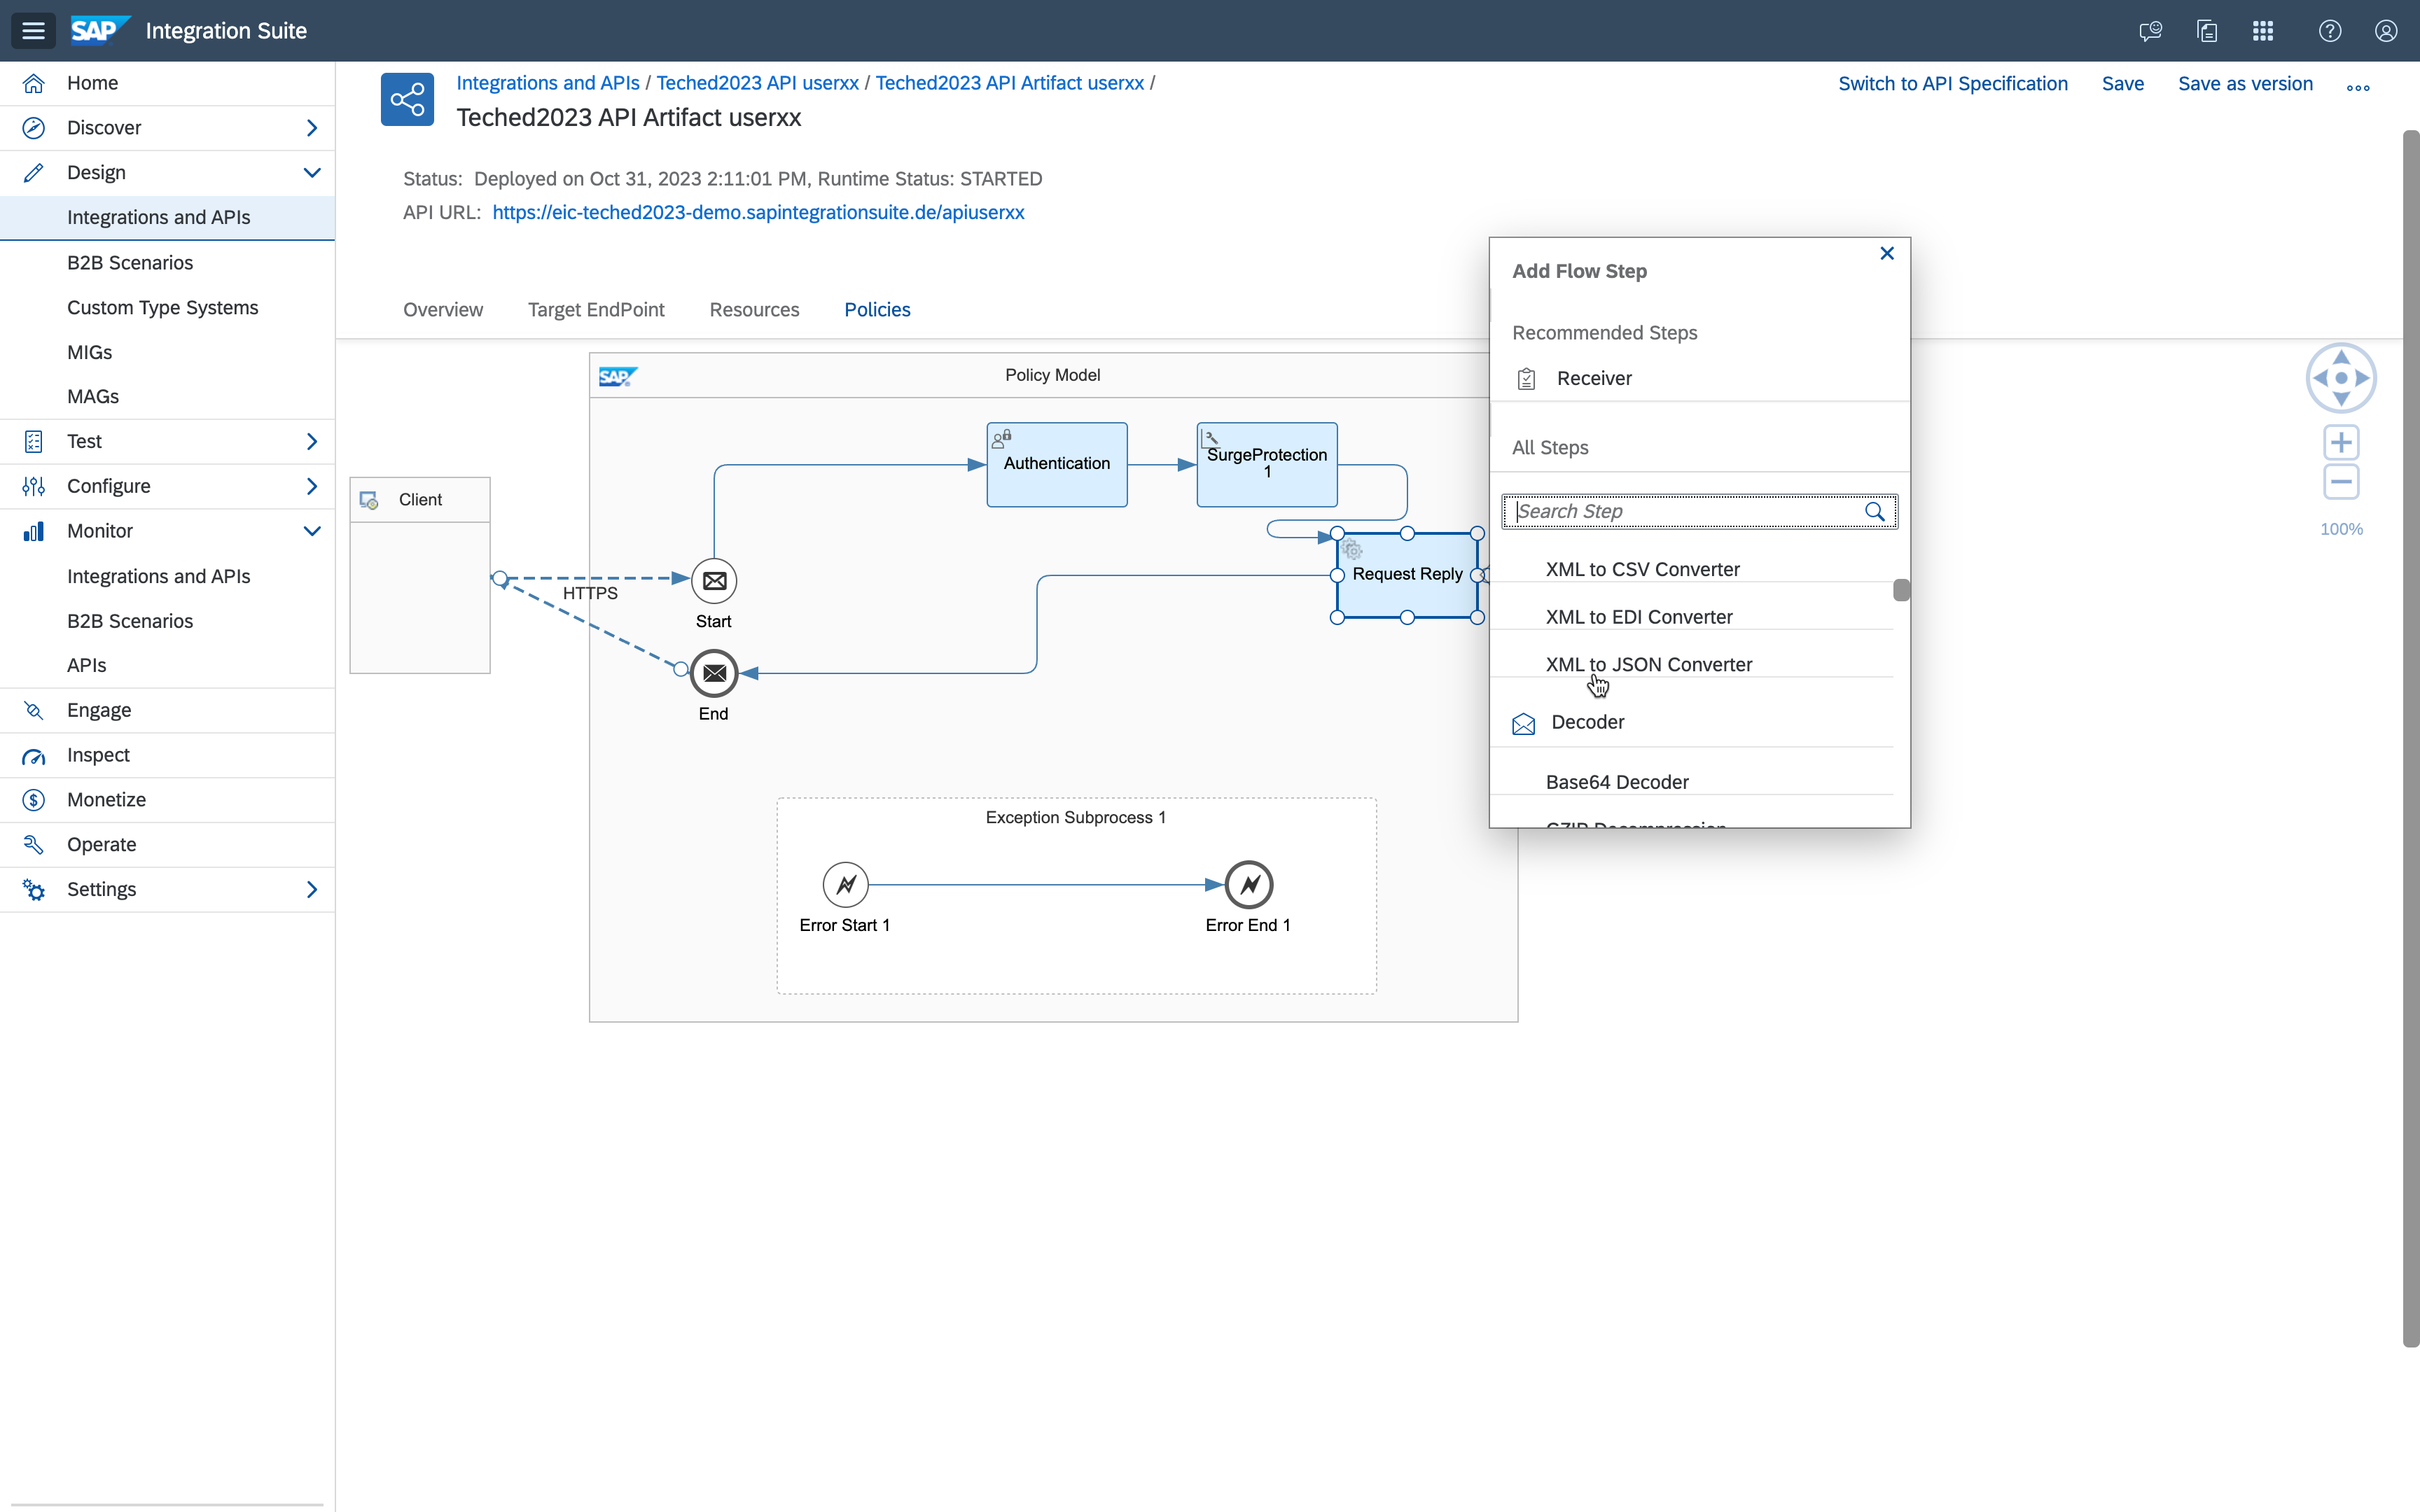 SAP Integration Suite
Home
Discover
Design
Integrations and APIs
B2B Scenarios
Custom Type Systems
MIGs
MAGs
Test
Configure
Monitor
Integrations and APIs
B2B Scenarios
APIs
Engage
Inspect
Monetize
Operate
Settings
Integrations and APIs / Teched2023 API userxx / Teched2023 API Artifact userxx /
Teched2023 API Artifact userxx
Switch to API Specification Save Save as version
Status: Deployed on Oct 31, 2023 2:11:01 PM, Runtime Status: STARTED
API URL: https://eic-teched2023-demo.sapintegrationsuite.de/apiuserxx
Overview Target EndPoint Resources Policies
SAP Policy Model
Client
HTTPS
Start
End
Authentication
SurgeProtection
1
Request Reply
Exception Subprocess 1
Error Start 1
Error End 1
Add Flow Step
Recommended Steps
Receiver
All Steps
Search Step
XML to CSV Converter
XML to EDI Converter
XML to JSON Converter
Decoder
Base64 Decoder
GZIP Decompression
100%